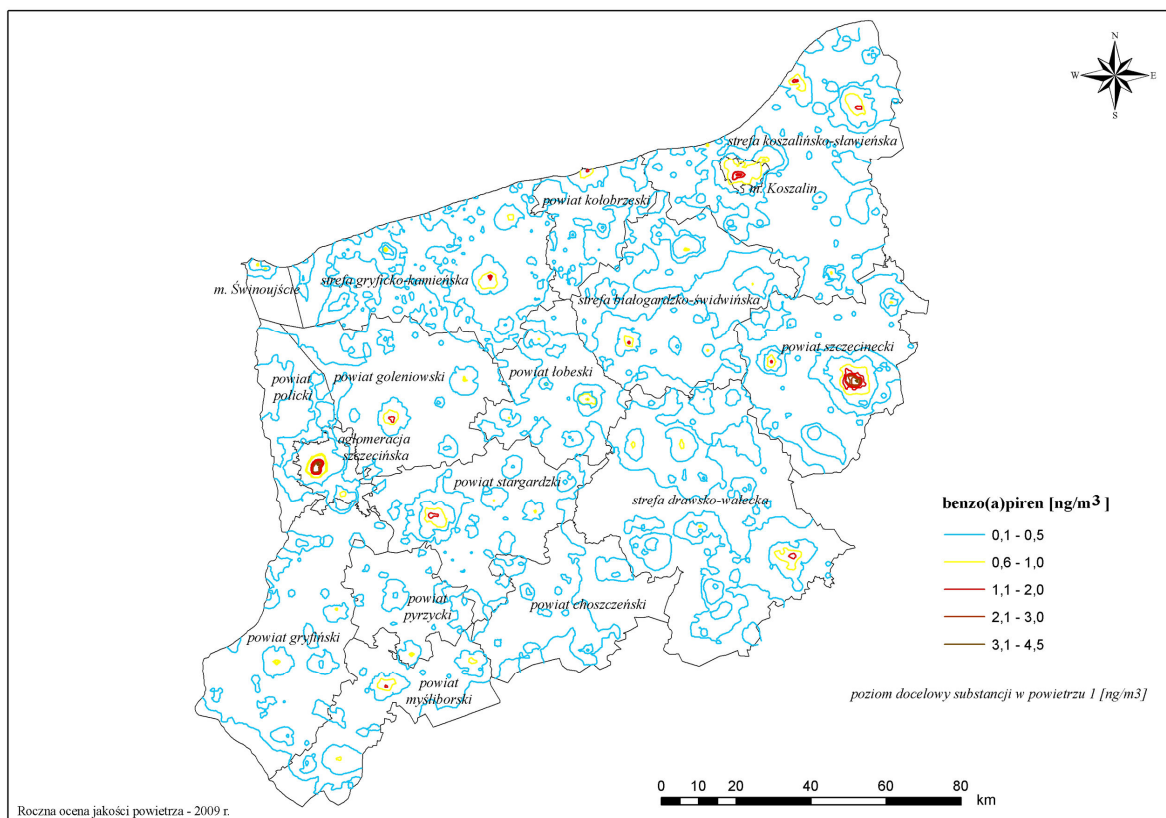 N
W E
S
strefa koszalińsko-sławieńska
m. Koszalin
powiat kołobrzeski
m. Świnoujście
strefa gryficko-kamieńska
strefa białogardzko-świdwińska
powiat szczecinecki
powiat
policki
powiat goleniowski
powiat łobeski
aglomeracja
szczecińska
powiat stargardzki
strefa drawsko-wałecka
powiat
pyrzycki
powiat choszczeński
powiat gryfiński
powiat
myśliborski
benzo(a)piren [ng/m3]
0,1 - 0,5
0,6 - 1,0
1,1 - 2,0
2,1 - 3,0
3,1 - 4,5
poziom docelowy substancji w powietrzu 1 [ng/m3]
0 10 20 40 60 80
km
Roczna ocena jakości powietrza - 2009 r.